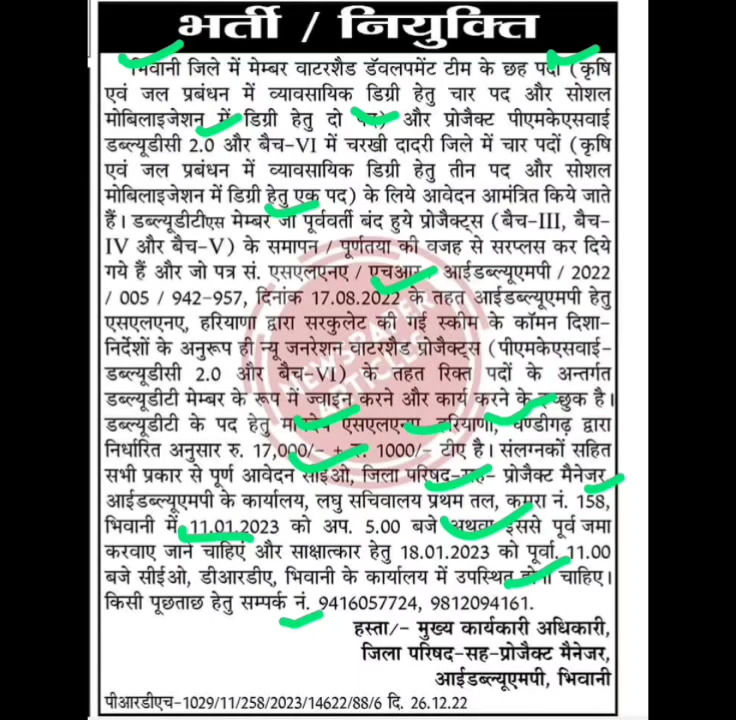 भर्ती / नियुक्ति
भिवानी जिले में मेम्बर वाटरशैड डॅवलपमेंट टीम के छह पदों (कृषि
एवं जल प्रबंधन में व्यावसायिक डिग्री हेतु चार पद और सोशल
मोबिलाइजेशन में डिग्री हेतु दो पद) और प्रोजैक्ट पीएमकेएसवाई
डब्ल्यूडीसी 2.0 और बैच-VI में चरखी दादरी जिले में चार पदों (कृषि
एवं जल प्रबंधन में व्यावसायिक डिग्री हेतु तीन पद और सोशल
मोबिलाइजेशन में डिग्री हेतु एक पद) के लिये आवेदन आमंत्रित किये जाते
हैं। डब्ल्यूडीटीएस मेम्बर जो पूर्ववर्ती बंद हुये प्रोजैक्ट्स (बैच-III, बैच-
IV और बैच-V) के समापन / पूर्णतया की वजह से सरप्लस कर दिये
गये हैं और जो पत्र सं. एसएलएनए / एचआर / आईडब्ल्यूएमपी / 2022
/ 005 / 942-957, दिनांक 17.08.2022 के तहत आईडब्ल्यूएमपी हेतु
एसएलएनए, हरियाणा द्वारा सरकुलेट की गई स्कीम के कॉमन दिशा-
निर्देशों के अनुरूप ही न्यू जनरेशन वाटरशैड प्रोजैक्ट्स (पीएमकेएसवाई-
डब्ल्यूडीसी 2.0 और बैच-VI) के तहत रिक्त पदों के अन्तर्गत
डब्ल्यूडीटी मेम्बर के रूप में ज्वाइन करने और कार्य करने के इच्छुक है।
डब्ल्यूडीटी के पद हेतु मानदेय एसएलएनए हरियाणा, चण्डीगढ़ द्वारा
निर्धारित अनुसार रु. 17,000/- + रु. 1000/- टीए है। संलग्नकों सहित
सभी प्रकार से पूर्ण आवेदन सीईओ, जिला परिषद-सह- प्रोजैक्ट मैनेजर,
आईडब्ल्यूएमपी के कार्यालय, लघु सचिवालय प्रथम तल, कमरा नं. 158,
भिवानी में 11.01.2023 को अप. 5.00 बजे अथवा इससे पूर्व जमा
करवाए जाने चाहिएं और साक्षात्कार हेतु 18.01.2023 को पूर्वा. 11.00
बजे सीईओ, डीआरडीए, भिवानी के कार्यालय में उपस्थित होना चाहिए।
किसी पूछताछ हेतु सम्पर्क नं. 9416057724, 9812094161.
हस्ता/- मुख्य कार्यकारी अधिकारी,
जिला परिषद-सह-प्रोजैक्ट मैनेजर,
आईडब्ल्यूएमपी, भिवानी
पीआरडीएच-1029/11/258/2023/14622/88/6 दि. 26.12.22
NEWSPAPER
ARTICLES